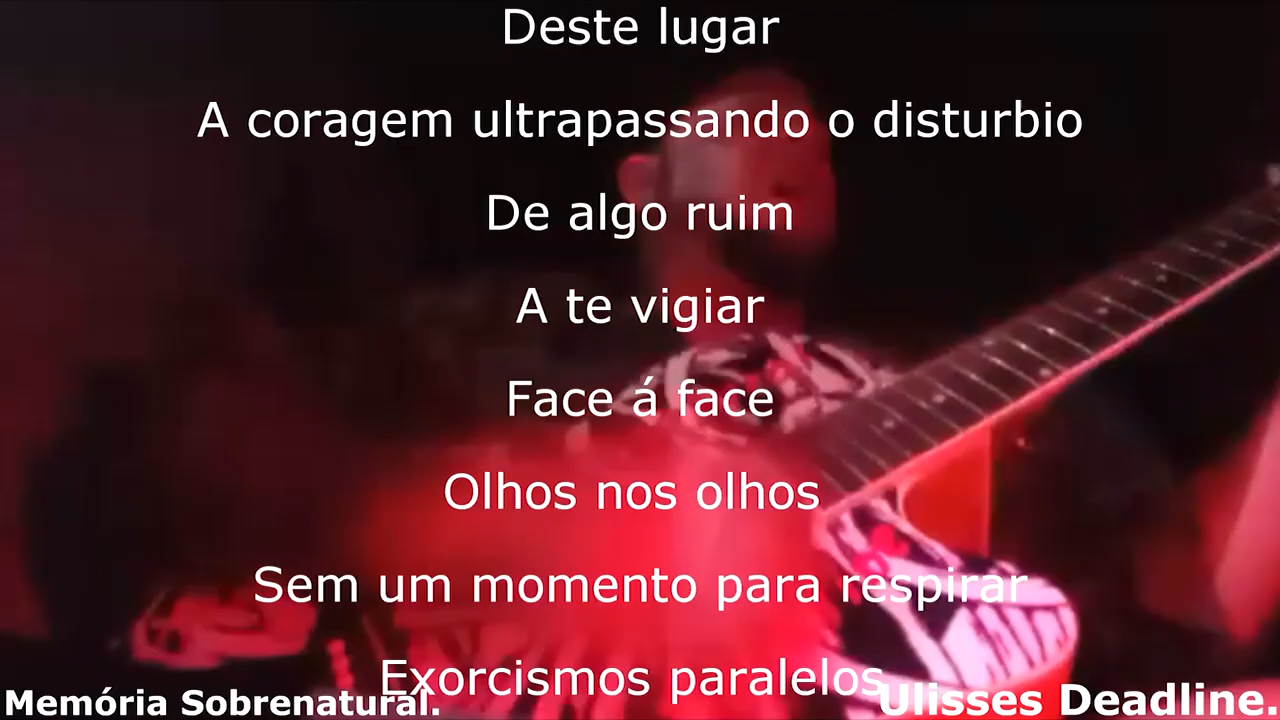 Deste lugar
A coragem ultrapassando o disturbio
De algo ruim
A te vigiar
Face á face
Olhos nos olhos
Sem um momento para respirar
Exorcismos paralelos
Memória Sobrenatural.
Ulisses Deadline.